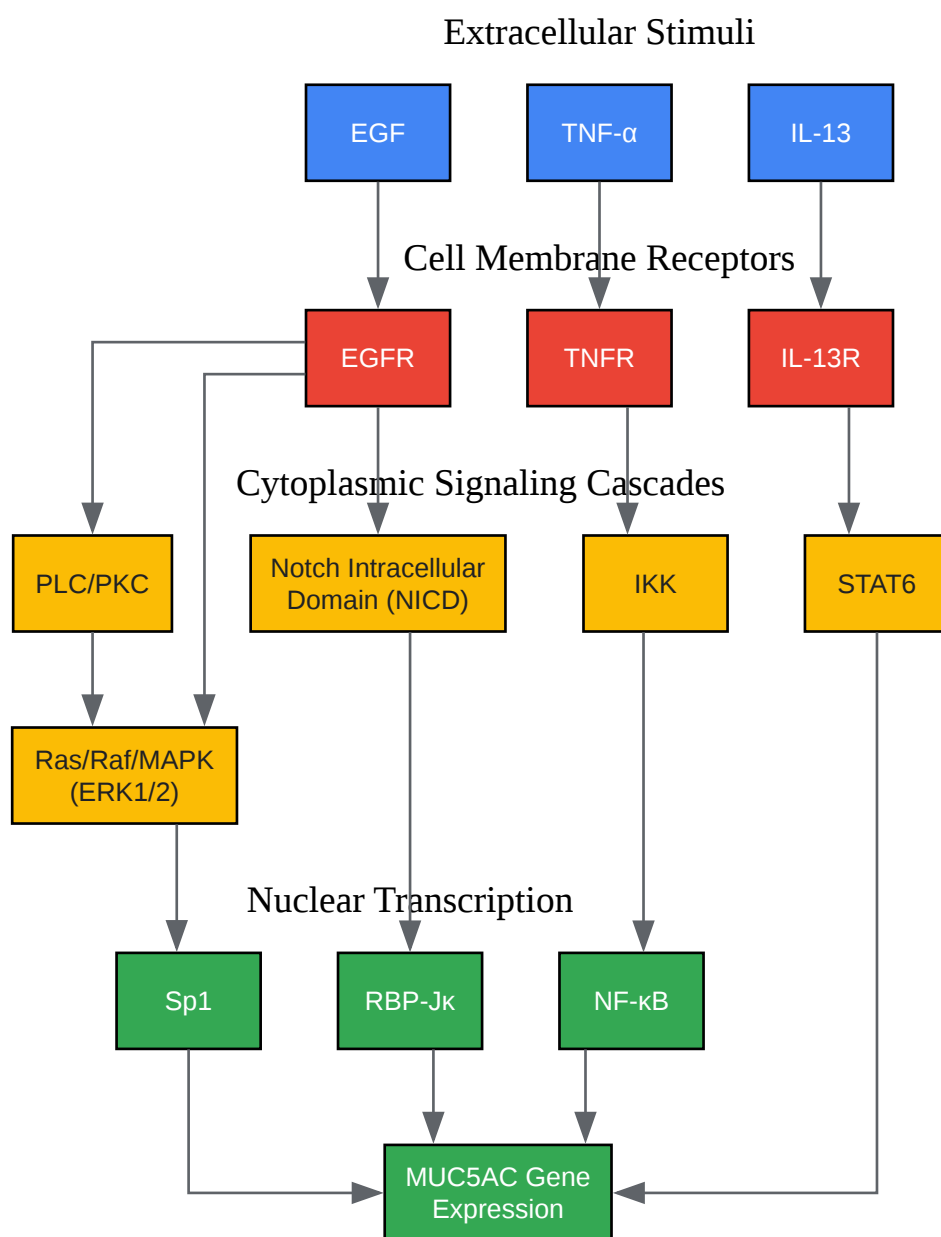 Extracellular Stimuli
EGF
TNF-α
IL-13
Cell Membrane Receptors
EGFR
TNFR
IL-13R
Cytoplasmic Signaling Cascades
PLC/PKC
Notch Intracellular
Domain (NICD)
IKK
STAT6
Ras/Raf/MAPK
(ERK1/2)
Nuclear Transcription
Sp1
RBP-Jκ
NF-κB
MUC5AC Gene
Expression